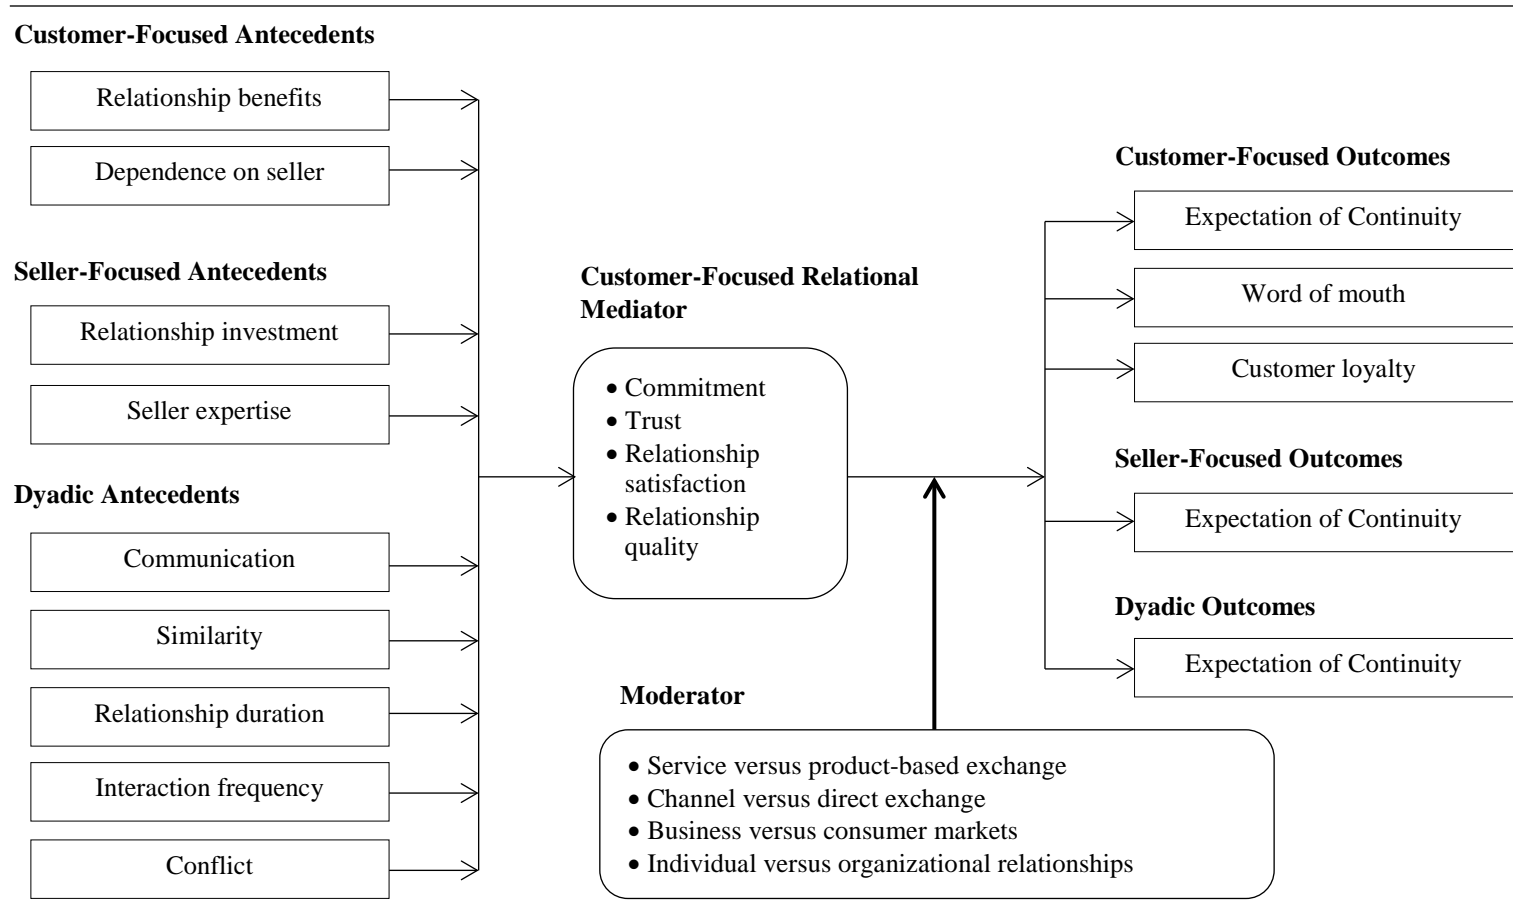 Customer-Focused Antecedents
Relationship benefits
Dependence on seller
Seller-Focused Antecedents
Relationship investment
Seller expertise
Dyadic Antecedents
Communication
Similarity
Relationship duration
Interaction frequency
Conflict
Customer-Focused Relational
Mediator
• Commitment
• Trust
• Relationship
satisfaction
• Relationship
quality
Moderator
• Service versus product-based exchange
• Channel versus direct exchange
• Business versus consumer markets
• Individual versus organizational relationships
Customer-Focused Outcomes
Expectation of Continuity
Word of mouth
Customer loyalty
Seller-Focused Outcomes
Expectation of Continuity
Dyadic Outcomes
Expectation of Continuity